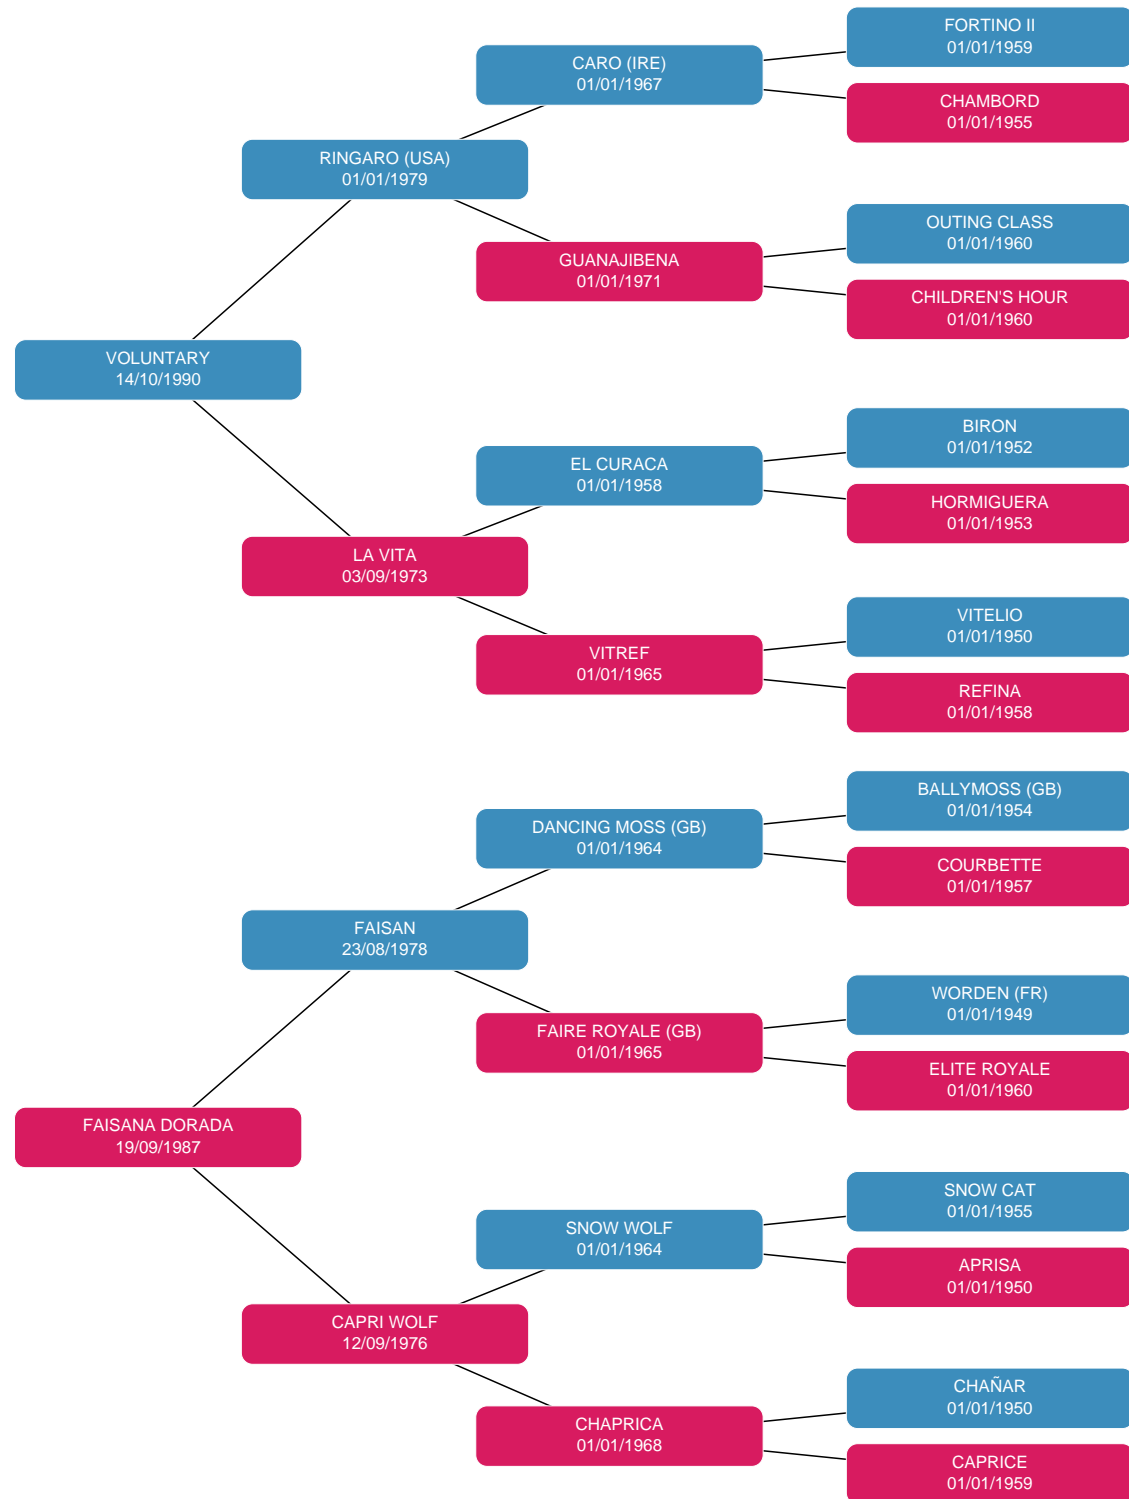 FORTINO II
01/01/1959
CARO (IRE)
01/01/1967
CHAMBORD
01/01/1955
RINGARO (USA)
01/01/1979
OUTING CLASS
01/01/1960
GUANAJIBENA
01/01/1971
CHILDREN'S HOUR
01/01/1960
VOLUNTARY
14/10/1990
BIRON
01/01/1952
EL CURACA
01/01/1958
HORMIGUERA
01/01/1953
LA VITA
03/09/1973
VITELIO
01/01/1950
VITREF
01/01/1965
REFINA
01/01/1958
BALLYMOSS (GB)
01/01/1954
DANCING MOSS (GB)
01/01/1964
COURBETTE
01/01/1957
FAISAN
23/08/1978
WORDEN (FR)
01/01/1949
FAIRE ROYALE (GB)
01/01/1965
ELITE ROYALE
01/01/1960
FAISANA DORADA
19/09/1987
SNOW CAT
01/01/1955
SNOW WOLF
01/01/1964
APRISA
01/01/1950
CAPRI WOLF
12/09/1976
CHAÑAR
01/01/1950
CHAPRICA
01/01/1968
CAPRICE
01/01/1959